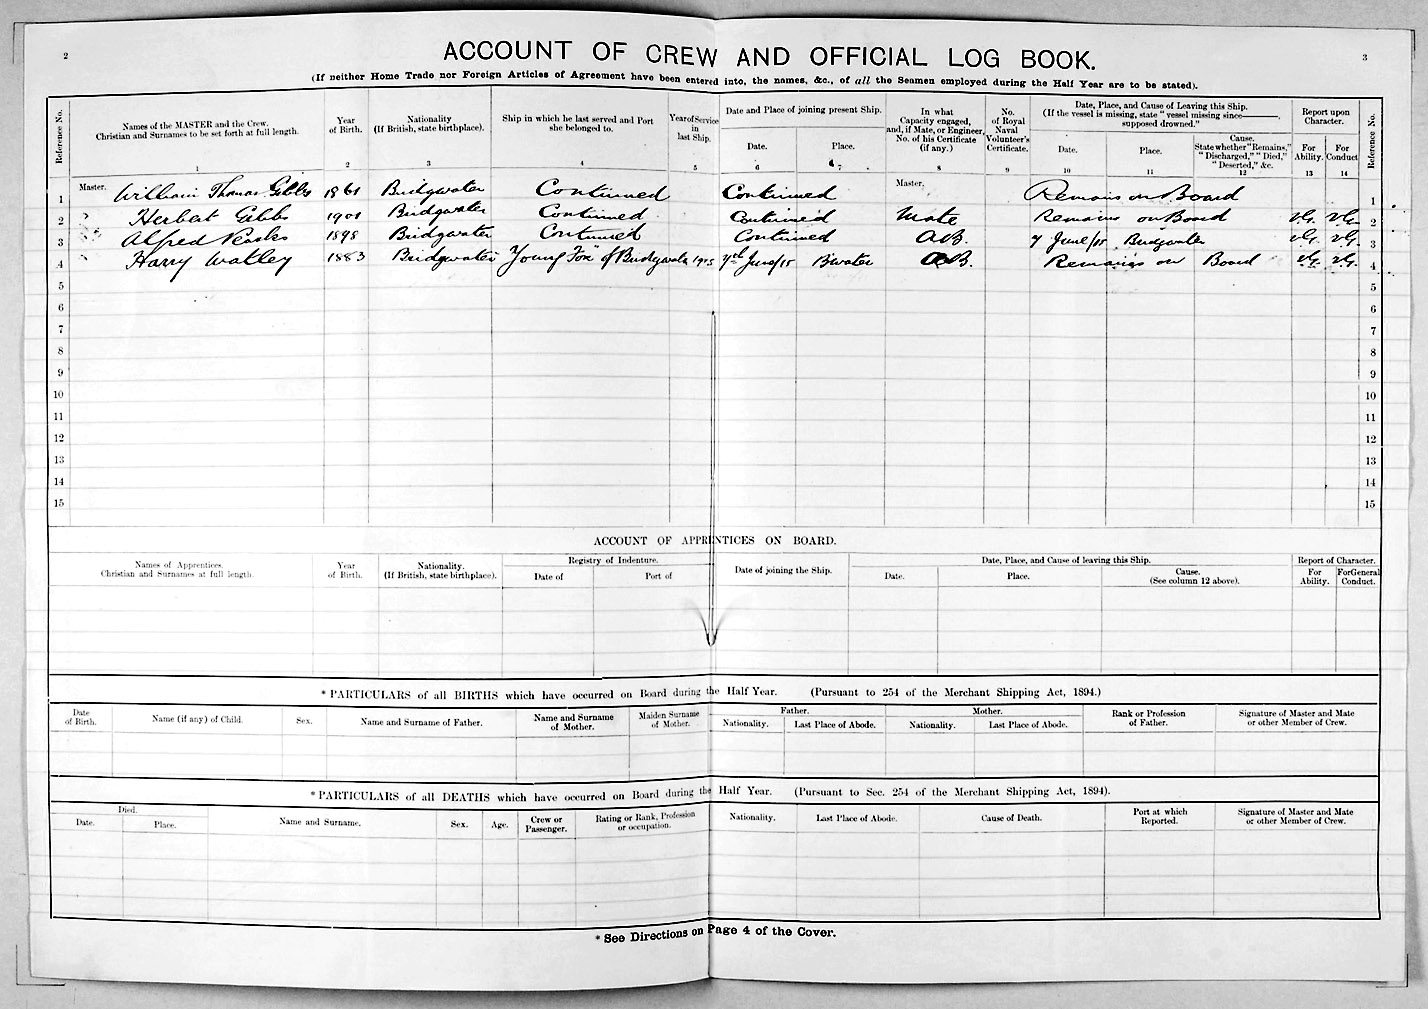 2
3
ACCOUNT OF CREW AND OFFICIAL LOG BOOK.
(If neither Home Trade nor Foreign Articles of Agreement have been entered into, the names, &c., of all the Seamen employed during the Half Year are to be stated).
Reference No.
Names of the MASTER and the Crew.
Christian and Surnames to be set forth at full length.
1
Year
of Birth.
2
Nationality
(If British, state birthplace).
3
Ship in which he last served and Port
she belonged to.
4
Year of Service
in
last Ship.
5
Date and Place of joining present Ship.
Date.
6
Place.
7
In what
Capacity engaged,
and, if Mate, or Engineer,
No. of his Certificate
(if any.)
8
No.
of Royal
Naval
Volunteer's
Certificate.
9
Date, Place, and Cause of Leaving this Ship.
(If the vessel is missing, state "vessel missing since———,
supposed drowned."
Date.
10
Place.
11
Cause.
State whether "Remains,"
"Discharged," "Died,"
"Deserted," &c.
12
Report upon
Character.
For
Ability.
13
For
Conduct
14
Reference No.
1 Master. William Thomas Gibbs 1861 Bridgwater Continued Continued Master. Remains on Board 1
2 Herbert Gibbs 1901 Bridgwater Continued Continued Mate Remains on Board vG. vG. 2
3 Alfred 1898 Bridgwater Continued Continued A.B. 7 June/15 Bridgwater vG. vG. 3
4 Harry Watley 1883 Bridgwater Young Fox of Bridgwater 1915 7th June/15 B'water A.B. Remains on Board vG. vG. 4
5 5
6 6
7 7
8 8
9 9
10 10
11 11
12 12
13 13
14 14
15 15
ACCOUNT OF APPRENTICES ON BOARD.
Names of Apprentices.
Christian and Surnames at full length.
Year
of Birth.
Nationality.
(If British, state birthplace).
Registry of Indenture.
Date of
Port of
Date of joining the Ship.
Date, Place, and Cause of leaving this Ship.
Date.
Place.
Cause.
(See column 12 above).
Report of Character.
For
Ability.
For General
Conduct.
* PARTICULARS of all BIRTHS which have occurred on Board during the Half Year. (Pursuant to 254 of the Merchant Shipping Act, 1894.)
Date
of Birth.
Name (if any) of Child.
Sex.
Name and Surname of Father.
Name and Surname
of Mother.
Maiden Surname
of Mother.
Father.
Nationality.
Last Place of Abode.
Mother.
Nationality.
Last Place of Abode.
Rank or Profession
of Father.
Signature of Master and Mate
or other Member of Crew.
* PARTICULARS of all DEATHS which have occurred on Board during the Half Year. (Pursuant to Sec. 254 of the Merchant Shipping Act, 1894).
Died.
Date.
Place.
Name and Surname.
Sex.
Age.
Crew or
Passenger.
Rating or Rank, Profession
or occupation.
Nationality.
Last Place of Abode.
Cause of Death.
Port at which
Reported.
Signature of Master and Mate
or other Member of Crew.
* See Directions on Page 4 of the Cover.